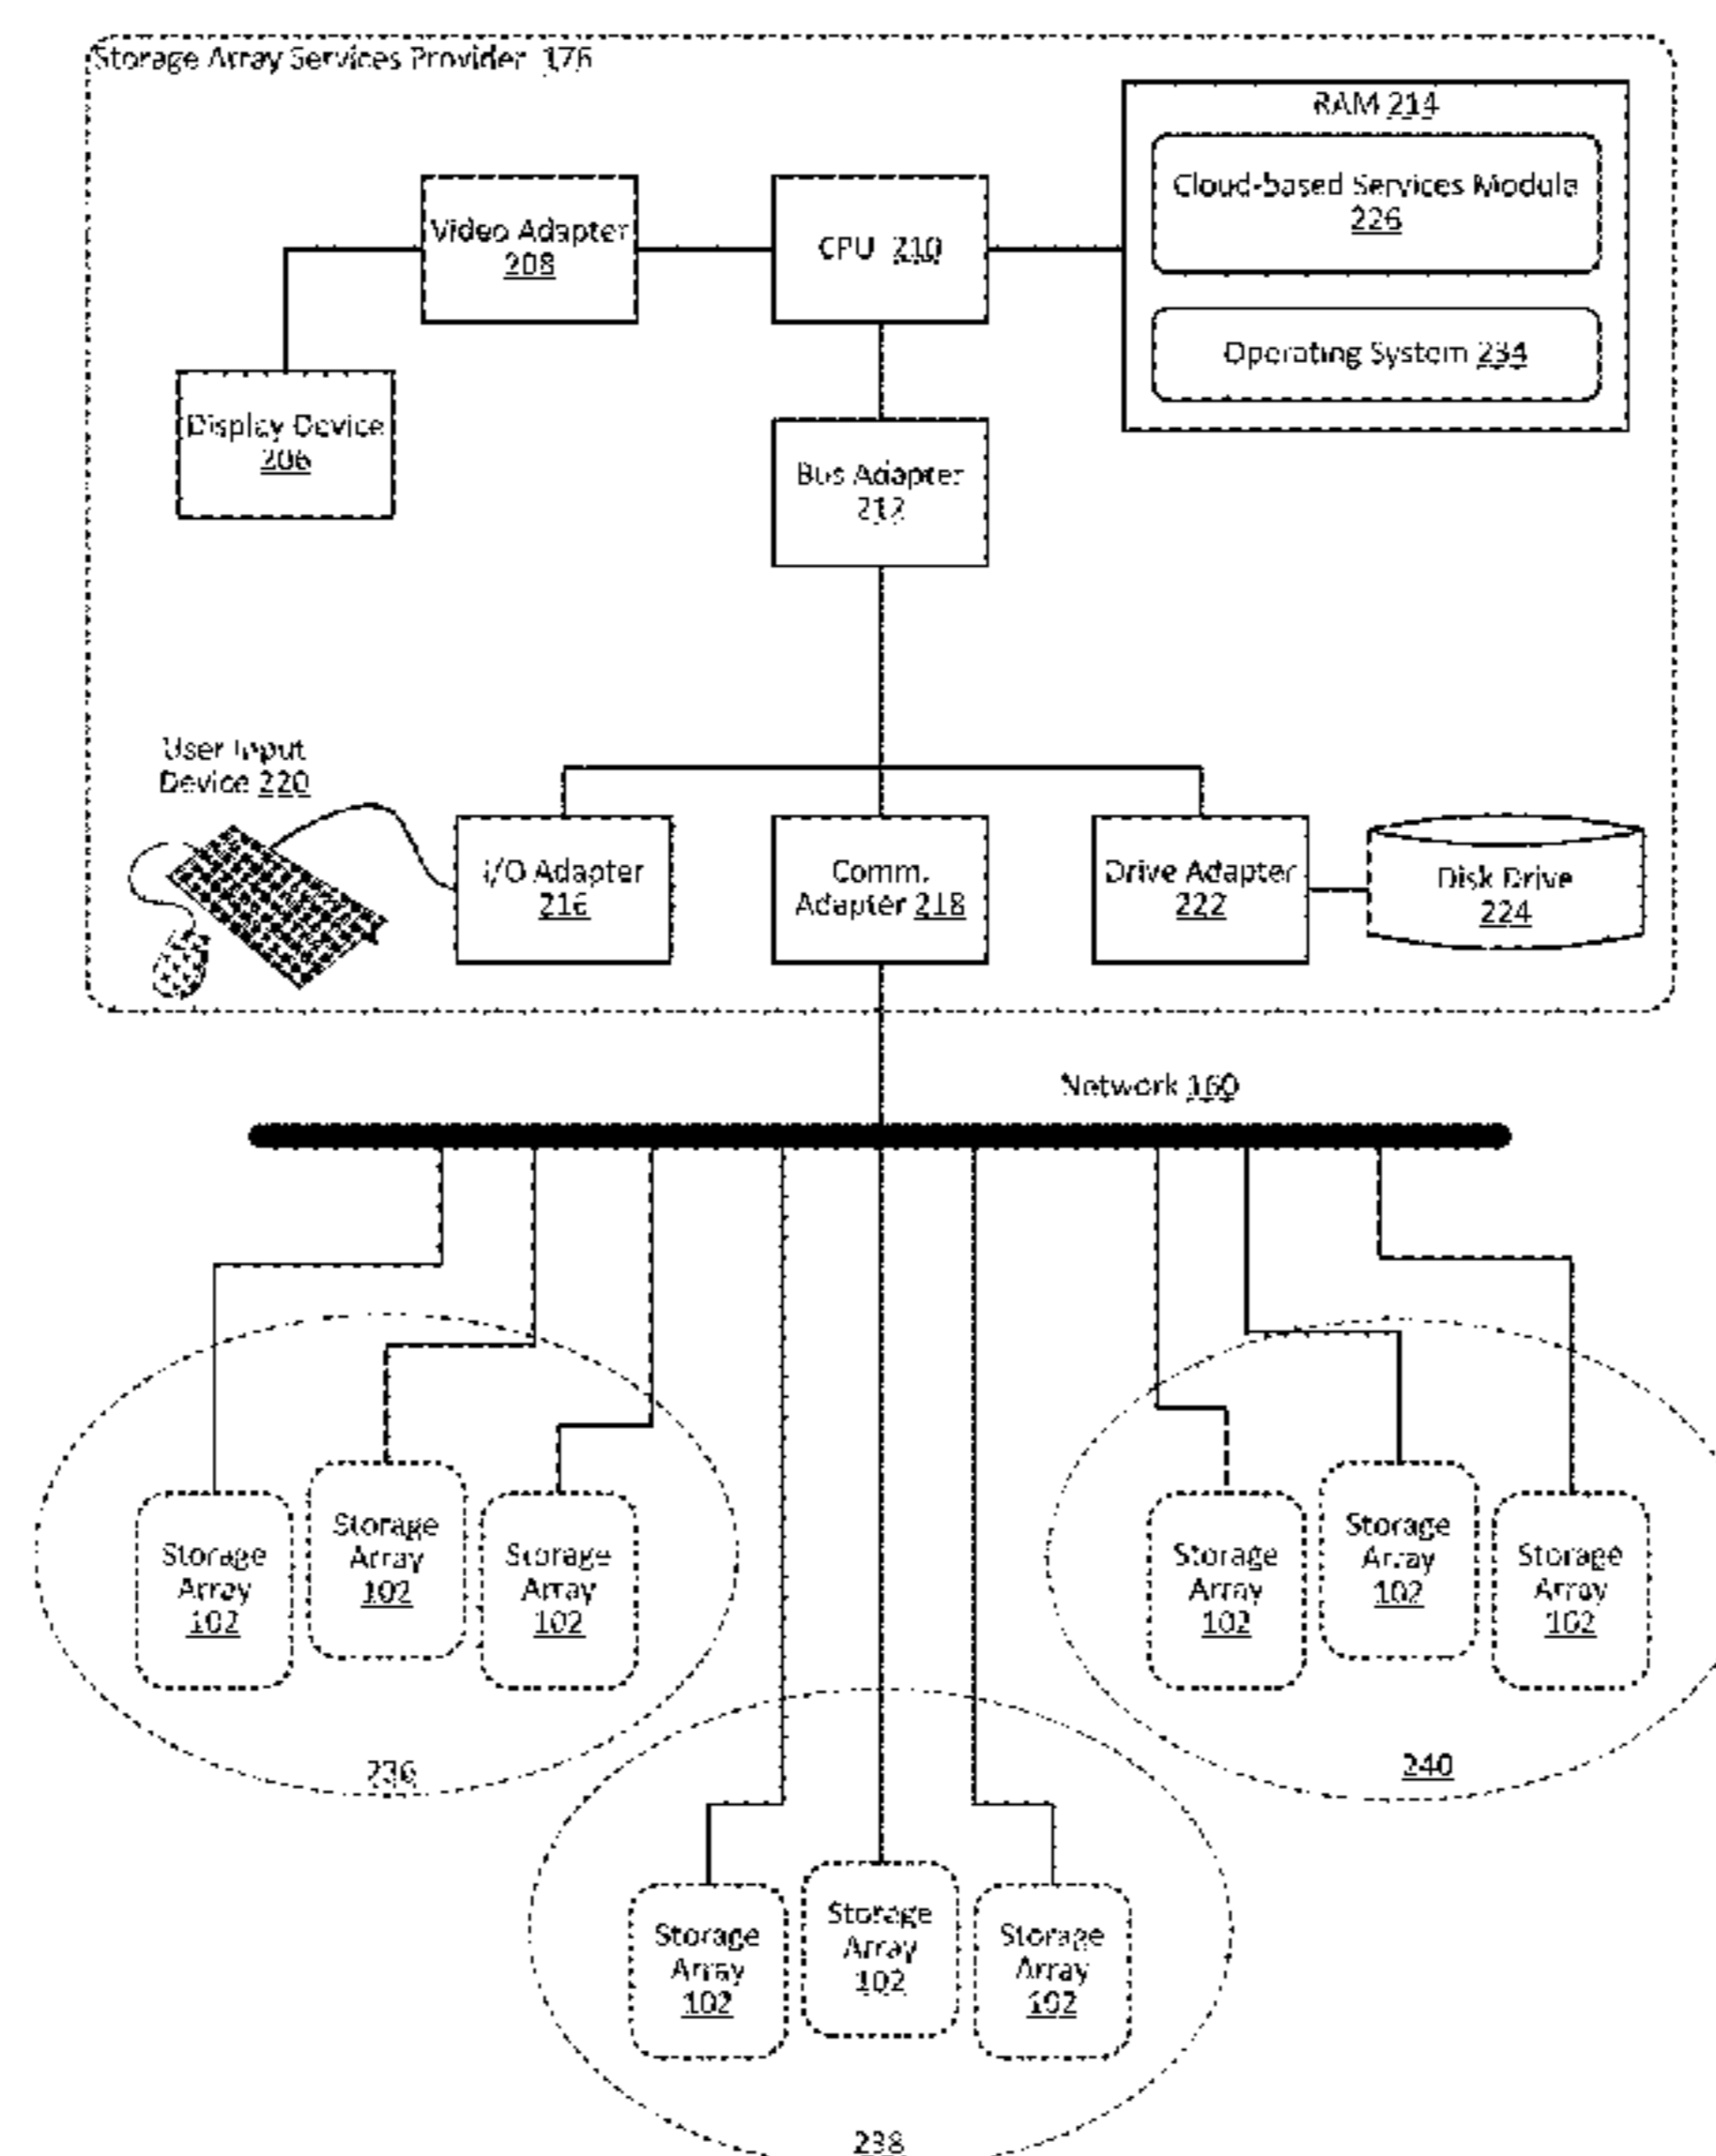 Storage Array Services Provider 176
RAM 214
Cloud-based Services Module
226
Operating System 234
Video Adapter
208
CPU 210
Display Device
206
Bus Adapter
212
User Input
Device 220
I/O Adapter
216
Comm.
Adapter 218
Drive Adapter
222
Disk Drive
224
Network 160
Storage
Array
102
Storage
Array
102
Storage
Array
102
236
Storage
Array
102
Storage
Array
102
Storage
Array
102
240
Storage
Array
102
Storage
Array
102
Storage
Array
102
238